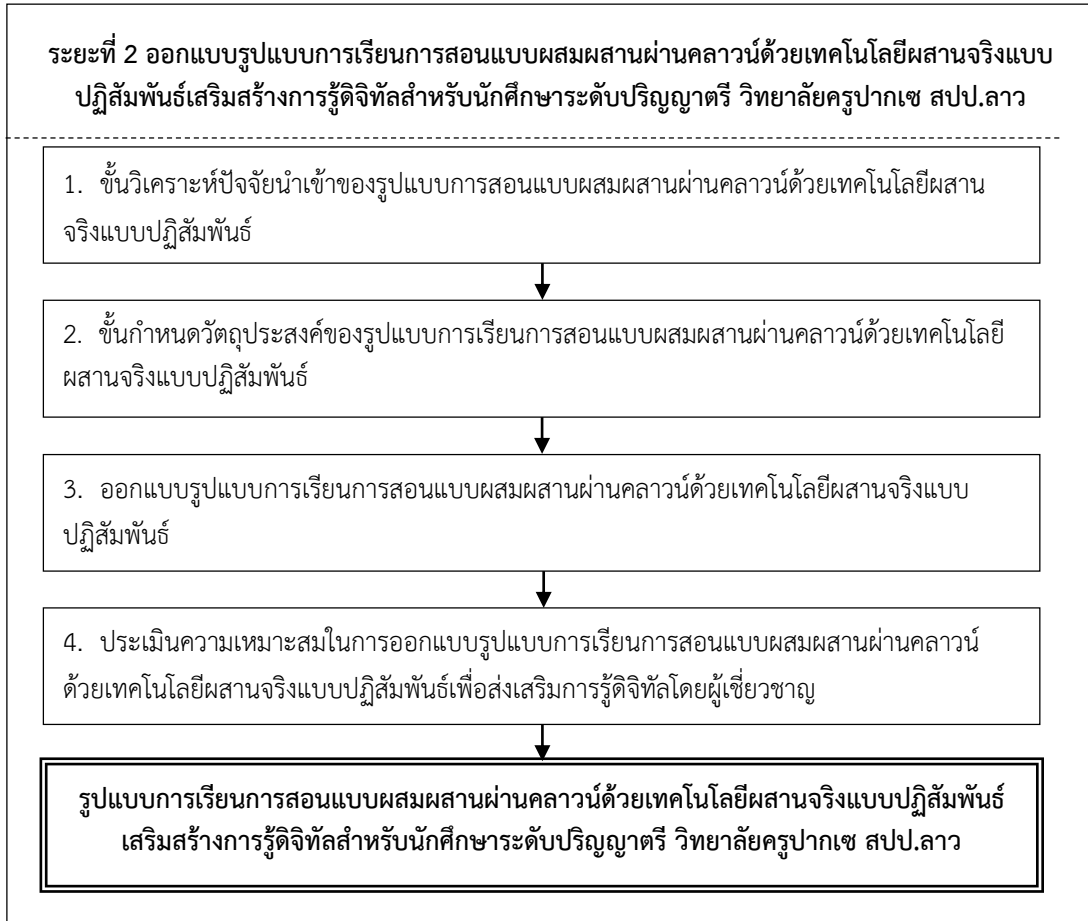 ระยะที่ 2 ออกแบบรูปแบบการเรียนการสอนแบบผสมผสานผ่านคลาวน์ด้วยเทคโนโลยีผสานจริงแบบ
ปฏิสัมพันธ์เสริมสร้างการรู้ดิจิทัลสำหรับนักศึกษาระดับปริญญาตรี วิทยาลัยครูปากเซ สปป.ลาว
1. ขั้นวิเคราะห์ปัจจัยนำเข้าของรูปแบบการสอนแบบผสมผสานผ่านคลาวน์ด้วยเทคโนโลยีผสาน
จริงแบบปฏิสัมพันธ์
2. ขั้นกำหนดวัตถุประสงค์ของรูปแบบการเรียนการสอนแบบผสมผสานผ่านคลาวน์ด้วยเทคโนโลยี
ผสานจริงแบบปฏิสัมพันธ์
3. ออกแบบรูปแบบการเรียนการสอนแบบผสมผสานผ่านคลาวน์ด้วยเทคโนโลยีผสานจริงแบบ
ปฏิสัมพันธ์
4. ประเมินความเหมาะสมในการออกแบบรูปแบบการเรียนการสอนแบบผสมผสานผ่านคลาวน์
ด้วยเทคโนโลยีผสานจริงแบบปฏิสัมพันธ์เพื่อส่งเสริมการรู้ดิจิทัลโดยผู้เชี่ยวชาญ
รูปแบบการเรียนการสอนแบบผสมผสานผ่านคลาวน์ด้วยเทคโนโลยีผสานจริงแบบปฏิสัมพันธ์
เสริมสร้างการรู้ดิจิทัลสำหรับนักศึกษาระดับปริญญาตรี วิทยาลัยครูปากเซ สปป.ลาว